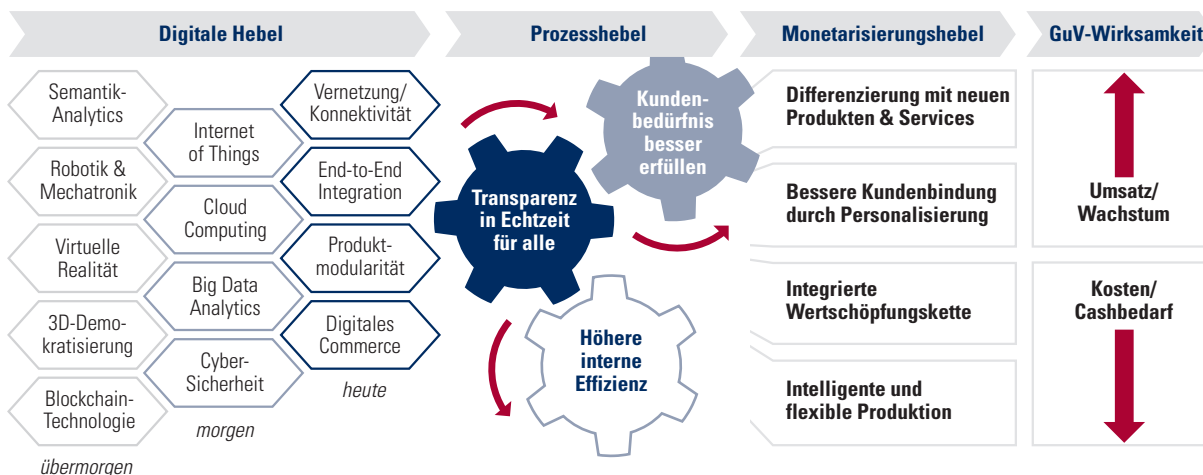 Digitale Hebel
Prozesshebel
Monetarisierungshebel
GuV-Wirksamkeit
Semantik-
Analytics
Robotik &
Mechatronik
Virtuelle
Realität
3D-Demo-
kratisierung
Blockchain-
Technologie
übermorgen
Internet
of Things
Cloud
Computing
Big Data
Analytics
Cyber-
Sicherheit
morgen
Vernetzung/
Konnektivität
End-to-End
Integration
Produkt-
modularität
Digitales
Commerce
heute
Transparenz
in Echtzeit
für alle
Kunden-
bedürfnis
besser
erfüllen
Höhere
interne
Effizienz
Differenzierung mit neuen
Produkten & Services
Bessere Kundenbindung
durch Personalisierung
Integrierte
Wertschöpfungskette
Intelligente und
flexible Produktion
Umsatz/
Wachstum
Kosten/
Cashbedarf